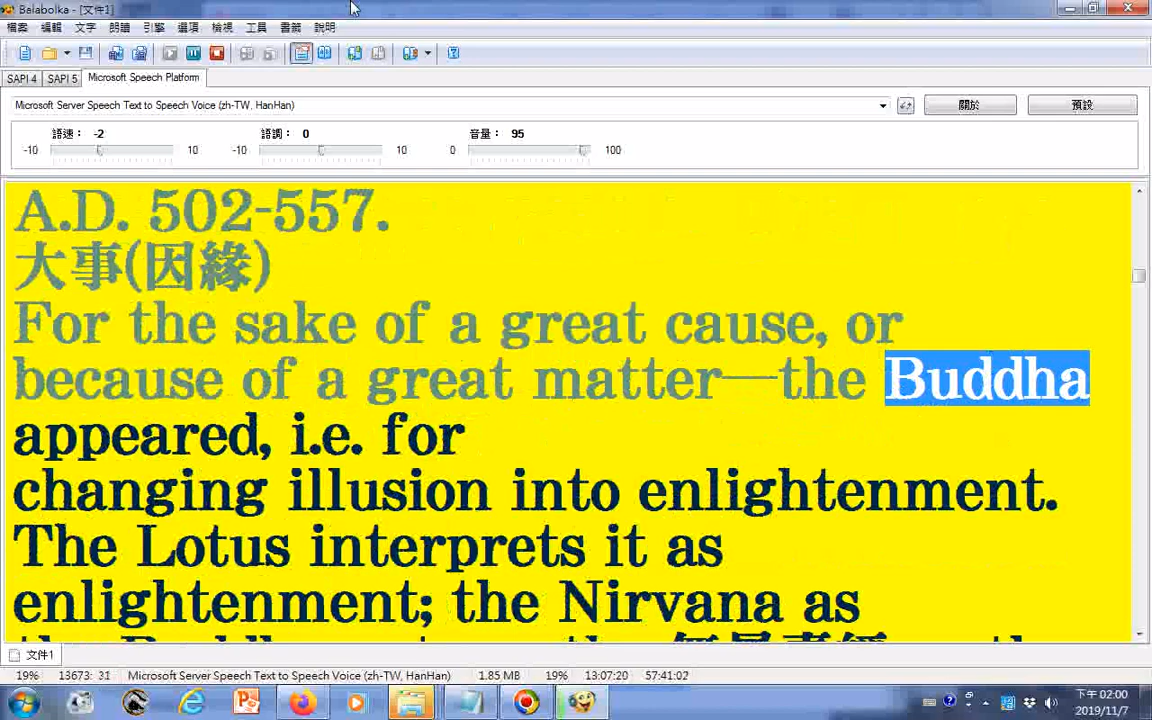 Balabolka - [文件1]
檔案 編輯 文字 朗讀 引擎 選項 檢視 工具 書籤 說明
SAPI 4 SAPI 5 Microsoft Speech Platform
Microsoft Server Speech Text to Speech Voice (zh-TW, HanHan) 關於 預設
語速： -2 語調： 0 音量： 95
-10 10 -10 10 0 100
A.D. 502-557.
大事(因緣)
For the sake of a great cause, or
because of a great matter—the Buddha
appeared, i.e. for
changing illusion into enlightenment.
The Lotus interprets it as
enlightenment; the Nirvana as
文件1
19% 13673: 31 Microsoft Server Speech Text to Speech Voice (zh-TW, HanHan) 1.85 MB 19% 13:07:20 57:41:02
下午 02:00
2019/11/7